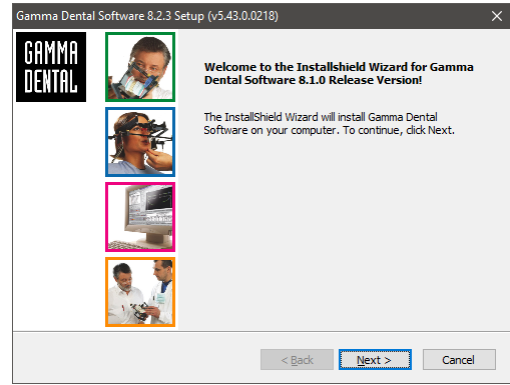 Gamma Dental Software 8.2.3 Setup (v5.43.0.0218)
GAMMA
DENTAL
Welcome to the Installshield Wizard for Gamma
Dental Software 8.1.0 Release Version!
The InstallShield Wizard will install Gamma Dental
Software on your computer. To continue, click Next.
< Back
Next >
Cancel